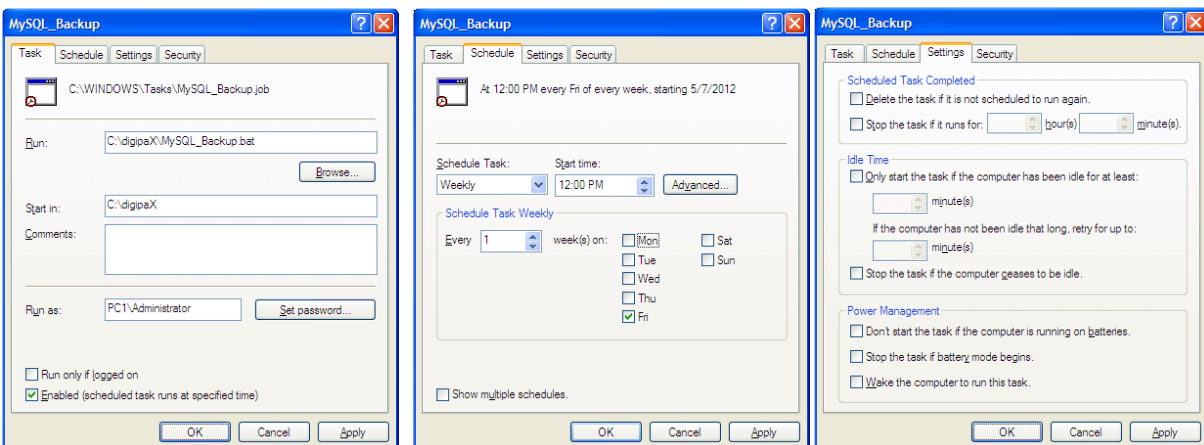 MySQL_Backup
Task Schedule Settings Security
C:\WINDOWS\Tasks\MySQL_Backup.job
Run: C:\digipaX\MySQL_Backup.bat
Browse...
Start in: C:\digipaX
Comments:
Run as: PC1\Administrator Set password...
Run only if logged on
Enabled (scheduled task runs at specified time)
OK Cancel Apply
MySQL_Backup
Task Schedule Settings Security
At 12:00 PM every Fri of every week, starting 5/7/2012
Schedule Task: Start time:
Weekly 12:00 PM Advanced...
Schedule Task Weekly
Every 1 week(s) on: Mon Sat
Tue Sun
Wed
Thu
Fri
Show multiple schedules.
OK Cancel Apply
MySQL_Backup
Task Schedule Settings Security
Scheduled Task Completed
Delete the task if it is not scheduled to run again.
Stop the task if it runs for: hour(s) minute(s).
Idle Time
Only start the task if the computer has been idle for at least:
minute(s)
If the computer has not been idle that long, retry for up to:
minute(s)
Stop the task if the computer ceases to be idle.
Power Management
Don't start the task if the computer is running on batteries.
Stop the task if battery mode begins.
Wake the computer to run this task.
OK Cancel Apply